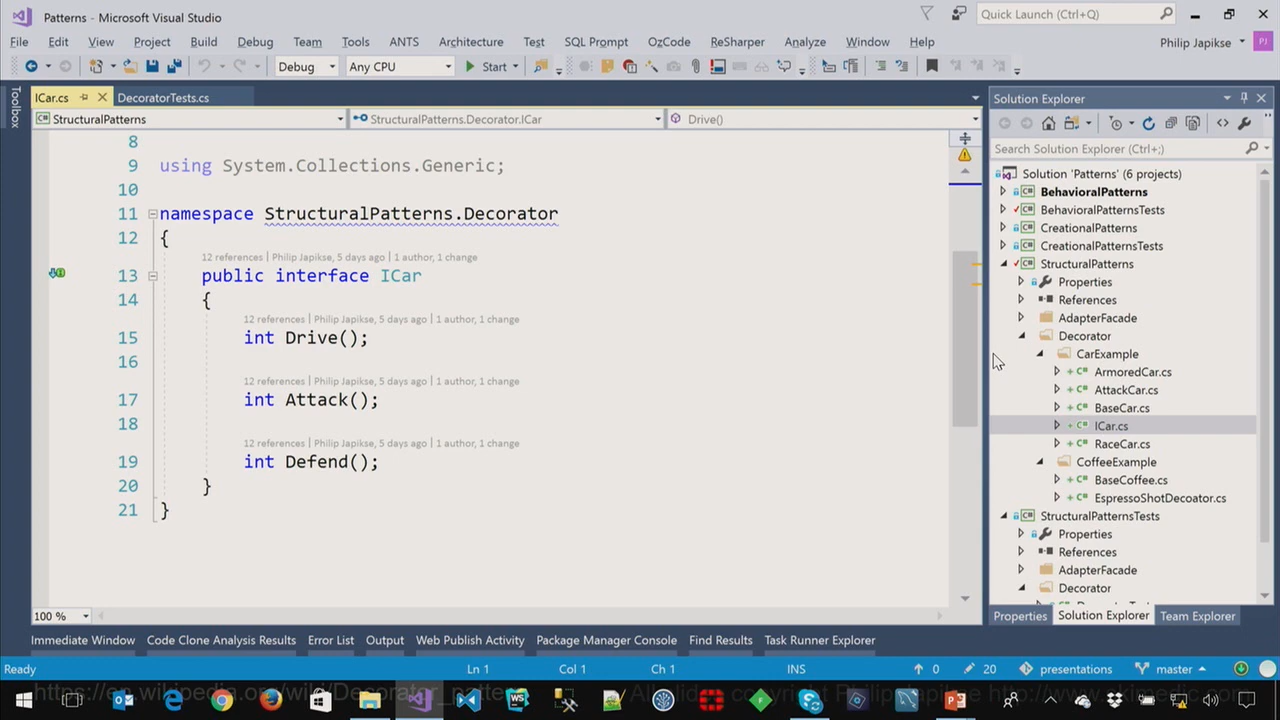 Patterns - Microsoft Visual Studio
Quick Launch (Ctrl+Q)
File Edit View Project Build Debug Team Tools ANTS Architecture Test SQL Prompt OzCode ReSharper Analyze Window Help
Philip Japikse
PJ
Debug Any CPU Start
Toolbox
ICar.cs DecoratorTests.cs
StructuralPatterns StructuralPatterns.Decorator.ICar Drive()
8
9 using System.Collections.Generic;
10
11 namespace StructuralPatterns.Decorator
12 {
12 references | Philip Japikse, 5 days ago | 1 author, 1 change
13 public interface ICar
14 {
12 references | Philip Japikse, 5 days ago | 1 author, 1 change
15 int Drive();
16
12 references | Philip Japikse, 5 days ago | 1 author, 1 change
17 int Attack();
18
12 references | Philip Japikse, 5 days ago | 1 author, 1 change
19 int Defend();
20 }
21 }
100 %
Solution Explorer
Search Solution Explorer (Ctrl+;)
Solution 'Patterns' (6 projects)
C# BehavioralPatterns
C# BehavioralPatternsTests
C# CreationalPatterns
C# CreationalPatternsTests
C# StructuralPatterns
Properties
References
AdapterFacade
Decorator
CarExample
C# ArmoredCar.cs
C# AttackCar.cs
C# BaseCar.cs
C# ICar.cs
C# RaceCar.cs
CoffeeExample
C# BaseCoffee.cs
C# EspressoShotDecoator.cs
C# StructuralPatternsTests
Properties
References
AdapterFacade
Decorator
Properties Solution Explorer Team Explorer
Immediate Window Code Clone Analysis Results Error List Output Web Publish Activity Package Manager Console Find Results Task Runner Explorer
Ready Ln 1 Col 1 Ch 1 INS 0 20 presentations master